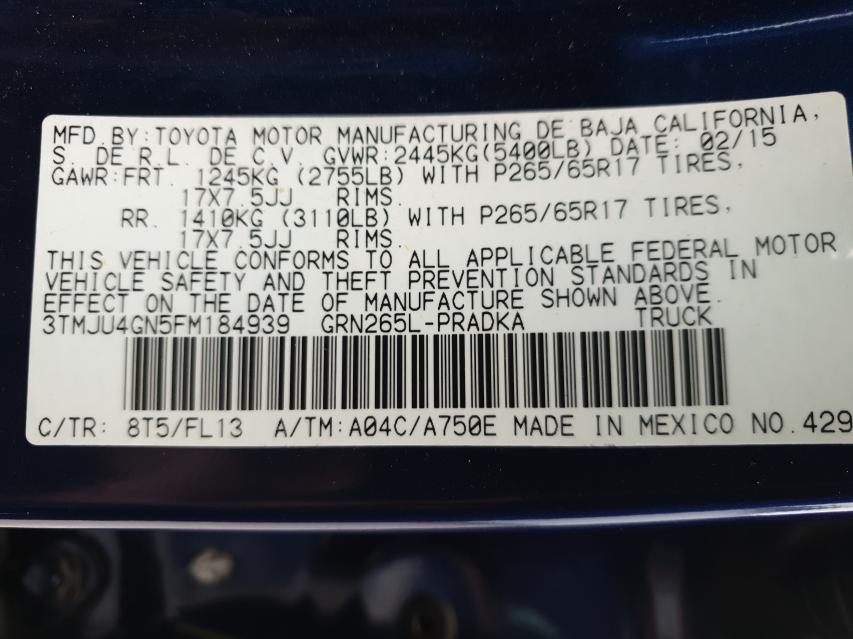 MFD.BY:TOYOTA MOTOR MANUFACTURING DE BAJA CALIFORNIA,
S. DE R.L. DE C.V. GVWR:2445KG(5400LB) DATE: 02/15
GAWR:FRT. 1245KG (2755LB) WITH P265/65R17 TIRES,
17X7.5JJ RIMS.
RR. 1410KG (3110LB) WITH P265/65R17 TIRES,
17X7.5JJ RIMS.
THIS VEHICLE CONFORMS TO ALL APPLICABLE FEDERAL MOTOR
VEHICLE SAFETY AND THEFT PREVENTION STANDARDS IN
EFFECT ON THE DATE OF MANUFACTURE SHOWN ABOVE.
3TMJU4GN5FM184939 GRN265L-PRADKA TRUCK
C/TR: 8T5/FL13 A/TM:A04C/A750E MADE IN MEXICO NO.429